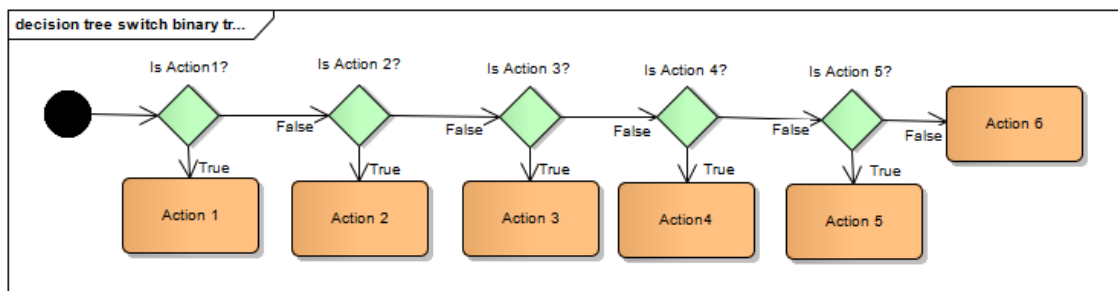 decision tree switch binary tr...
Is Action1?
Is Action 2?
Is Action 3?
Is Action 4?
Is Action 5?
False
False
False
False
False
Action 6
True
True
True
True
True
Action 1
Action 2
Action 3
Action4
Action 5